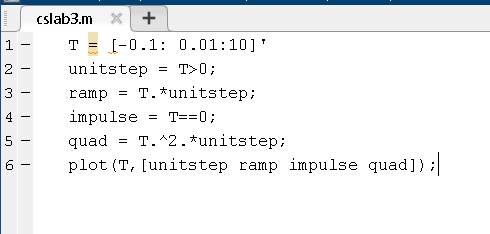 cslab3.m
1 - T = [-0.1: 0.01:10]'
2 - unitstep = T>0;
3 - ramp = T.*unitstep;
4 - impulse = T==0;
5 - quad = T.^2.*unitstep;
6 - plot(T,[unitstep ramp impulse quad]);